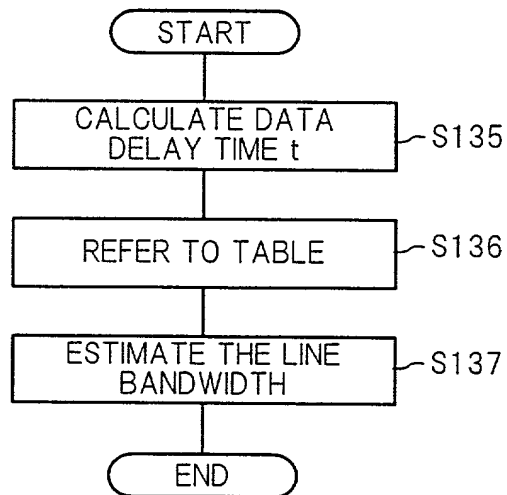 START
CALCULATE DATA
DELAY TIME t
S135
REFER TO TABLE
S136
ESTIMATE THE LINE
BANDWIDTH
S137
END